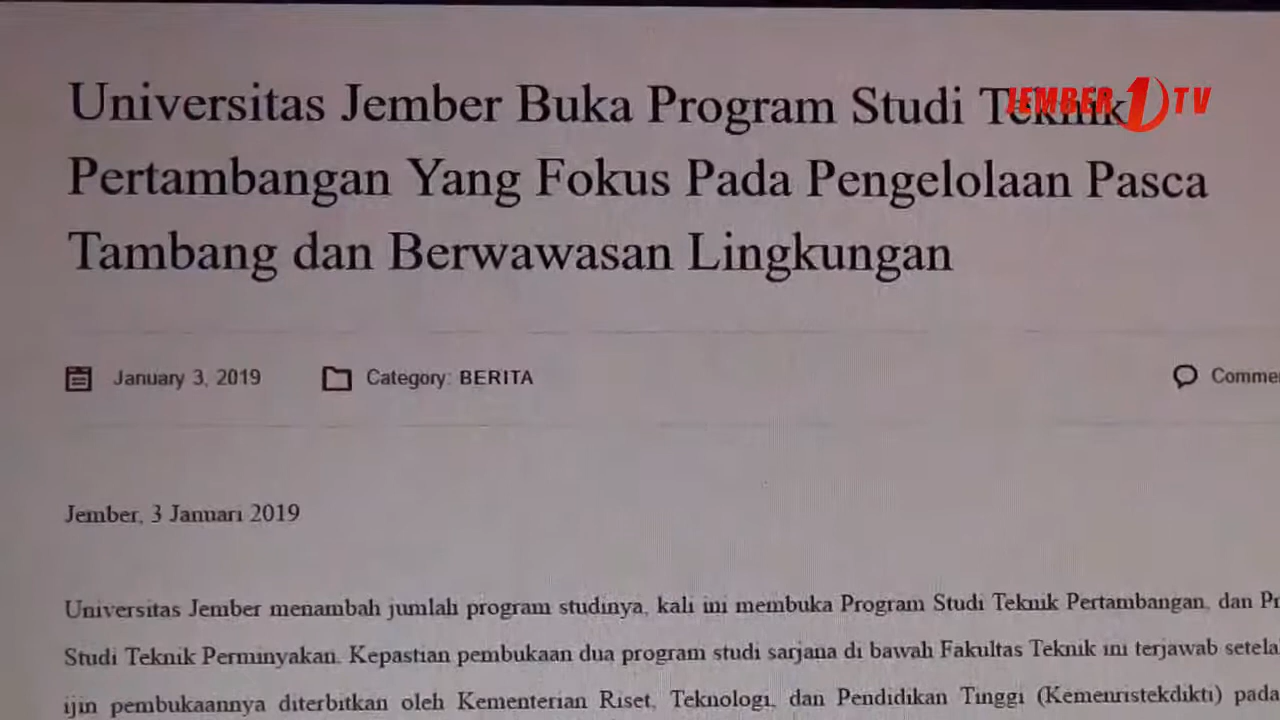 JEMBER 1 TV
Universitas Jember Buka Program Studi Teknik
Pertambangan Yang Fokus Pada Pengelolaan Pasca
Tambang dan Berwawasan Lingkungan
January 3, 2019
Category: BERITA
Jember, 3 Januari 2019
Universitas Jember menambah jumlah program studinya, kali ini membuka Program Studi Teknik Pertambangan, dan
Studi Teknik Perminyakan. Kepastian pembukaan dua program studi sarjana di bawah Fakultas Teknik ini terjawab
ijin pembukaannya diterbitkan oleh Kementerian Riset, Teknologi, dan Pendidikan Tinggi (Kemenristekdikti) pada